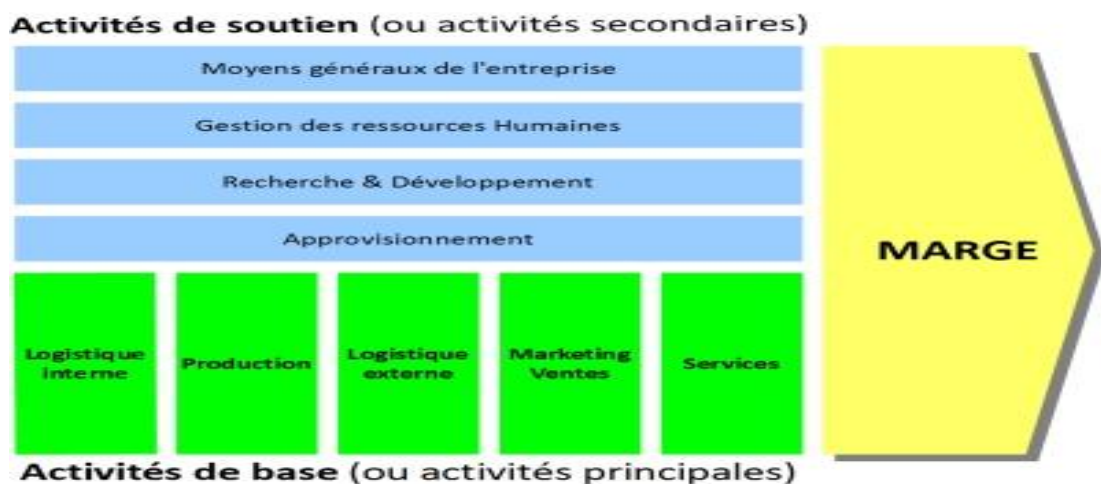 Activités de soutien (ou activités secondaires)
Moyens généraux de l'entreprise
Gestion des ressources Humaines
Recherche & Développement
Approvisionnement
MARGE
Logistique
interne
Production
Logistique
externe
Marketing
Ventes
Services
Activités de base (ou activités principales)